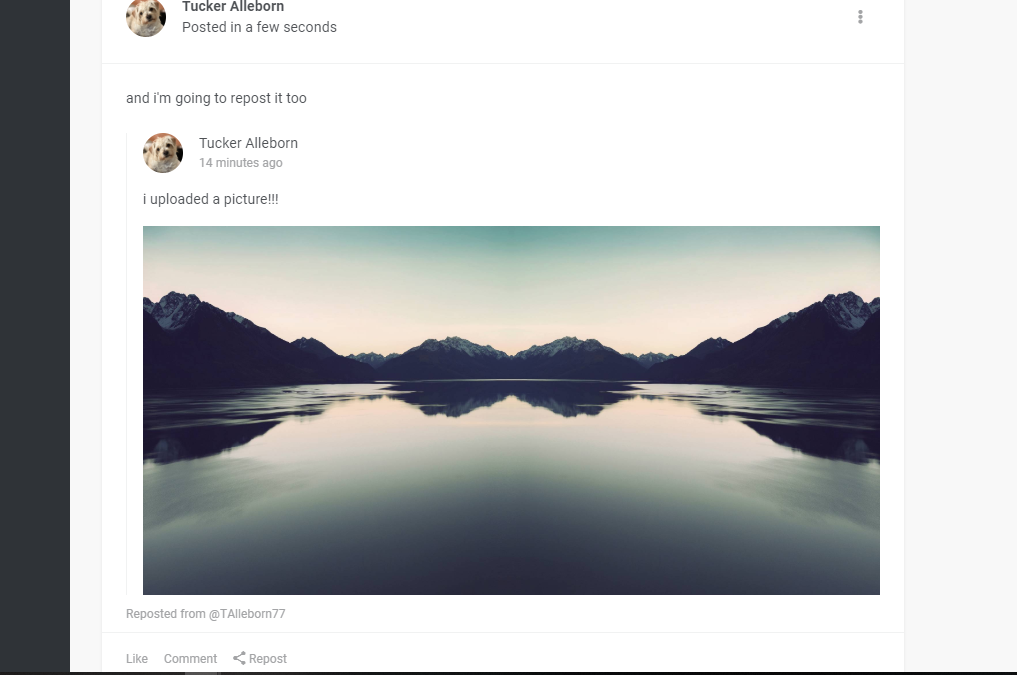 Tucker Alleborn
Posted in a few seconds
and i'm going to repost it too
Tucker Alleborn
14 minutes ago
i uploaded a picture!!!
Reposted from @TAlleborn77
Like Comment Repost